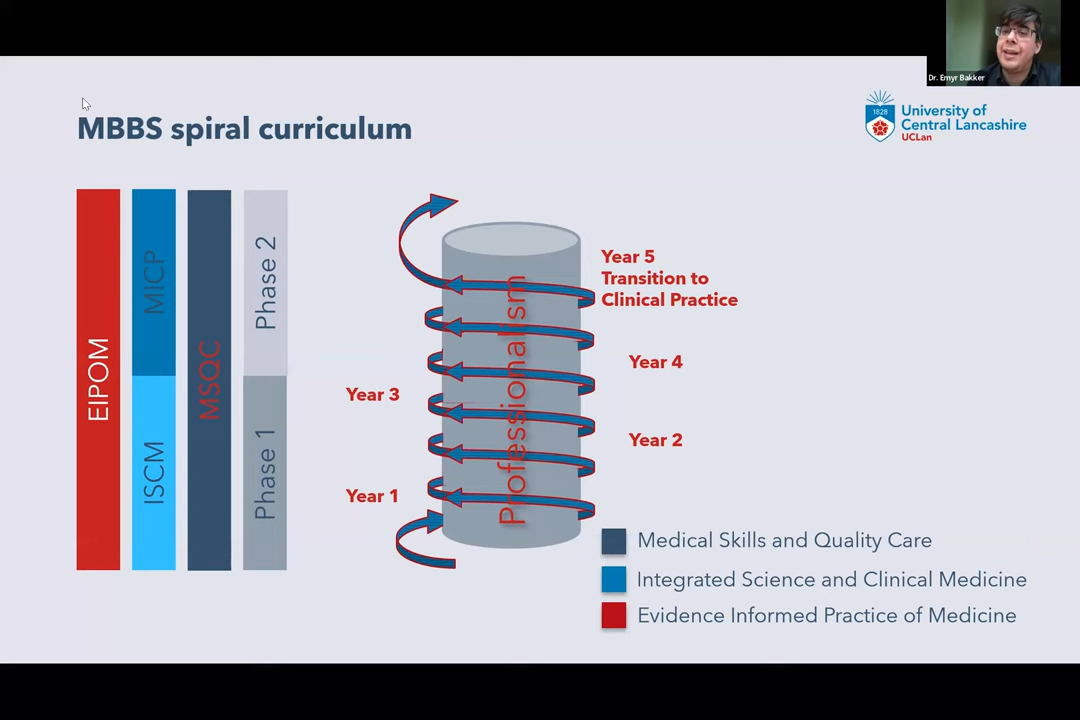 Dr. Emyr Bakker
MBBS spiral curriculum
1828
University of
Central Lancashire
UCLan
EIPOM
MICP
ISCM
MSQC
Phase 2
Phase 1
Professionalism
Year 5
Transition to
Clinical Practice
Year 4
Year 3
Year 2
Year 1
Medical Skills and Quality Care
Integrated Science and Clinical Medicine
Evidence Informed Practice of Medicine